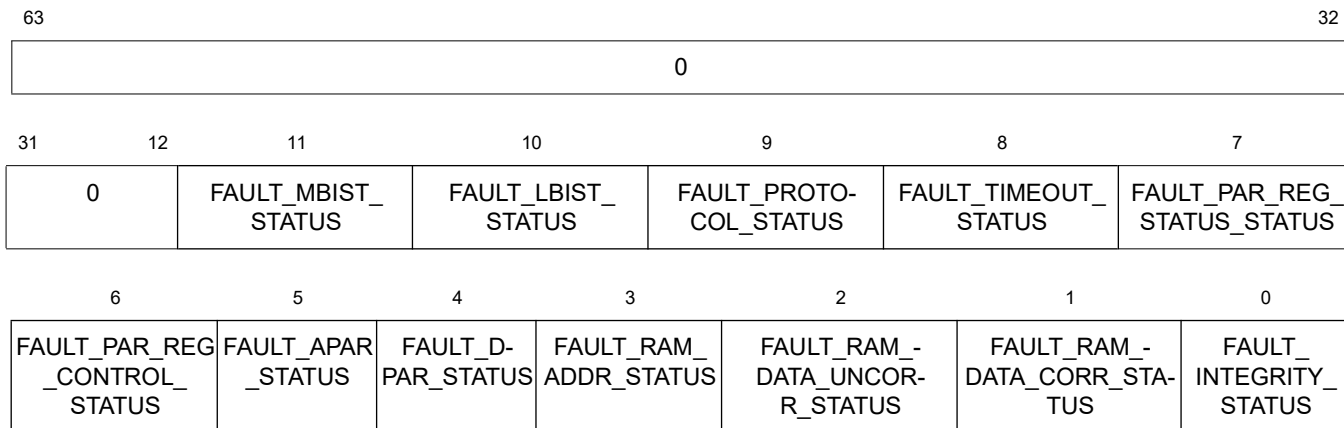 63 32
0
31 12 11 10 9 8 7
0 FAULT_MBIST_ FAULT_LBIST_ FAULT_PROTO- FAULT_TIMEOUT_ FAULT_PAR_REG_
STATUS STATUS COL_STATUS STATUS STATUS_STATUS
6 5 4 3 2 1 0
FAULT_PAR_REG FAULT_APAR FAULT_D- FAULT_RAM_ FAULT_RAM_- FAULT_RAM_- FAULT_
_CONTROL_ _STATUS PAR_STATUS ADDR_STATUS DATA_UNCOR- DATA_CORR_STA- INTEGRITY_
STATUS R_STATUS TUS STATUS